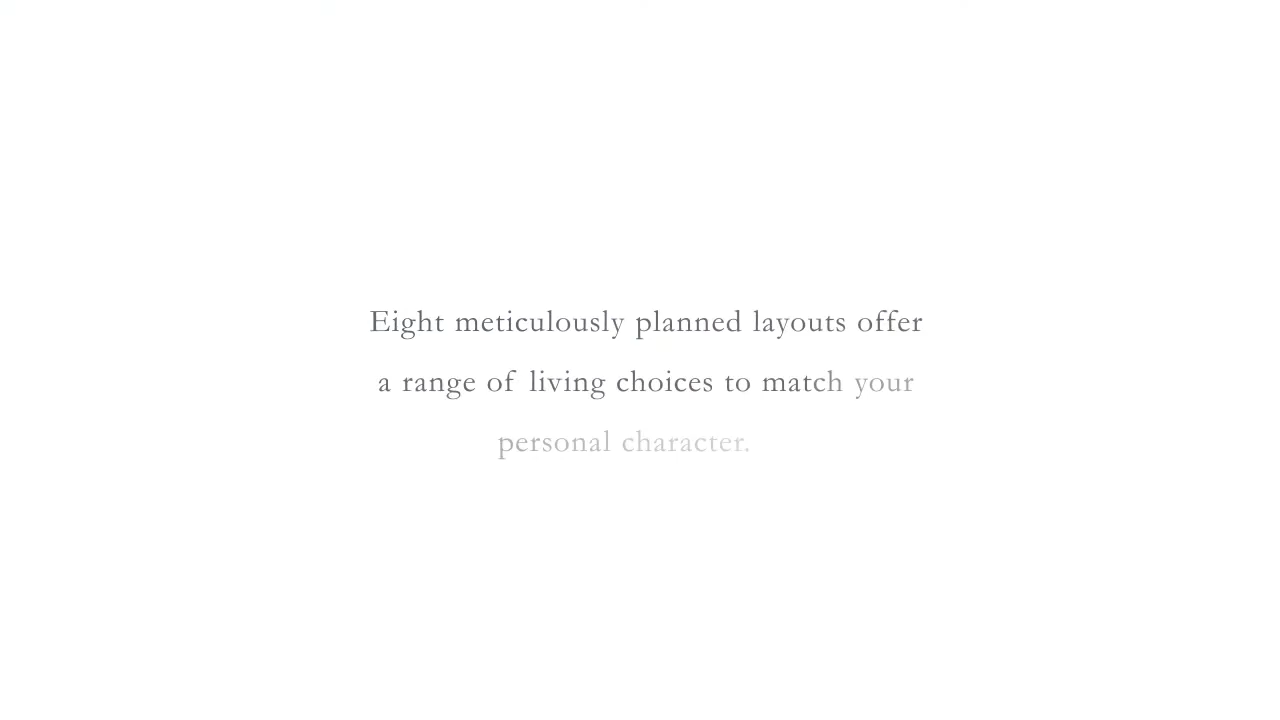 Eight meticulously planned layouts offer
a range of living choices to match your
personal character.